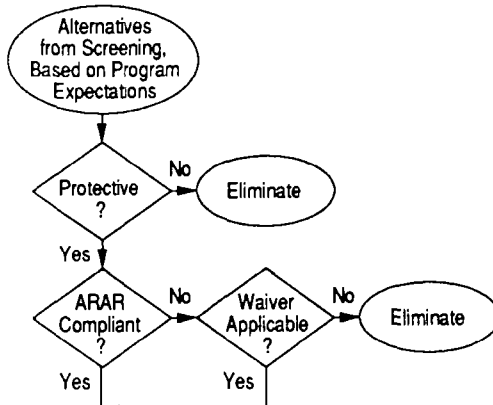 Alternatives
from Screening,
Based on Program
Expectations
Protective
?
No
Eliminate
Yes
ARAR
Compliant
?
No
Waiver
Applicable
?
No
Eliminate
Yes
Yes